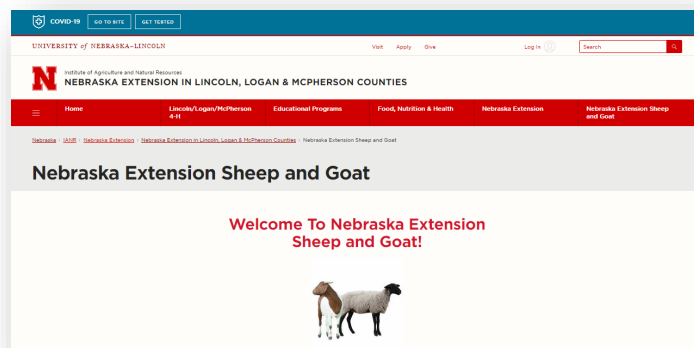 COVID-19 GO TO SITE GET TESTED
UNIVERSITY of NEBRASKA–LINCOLN Visit Apply Give Log In Search
Institute of Agriculture and Natural Resources
N NEBRASKA EXTENSION IN LINCOLN, LOGAN & MCPHERSON COUNTIES
Home Lincoln/Logan/McPherson 4-H Educational Programs Food, Nutrition & Health Nebraska Extension Nebraska Extension Sheep and Goat
Nebraska › IANR › Nebraska Extension › Nebraska Extension in Lincoln, Logan & McPherson Counties › Nebraska Extension Sheep and Goat
Nebraska Extension Sheep and Goat
Welcome To Nebraska Extension
Sheep and Goat!